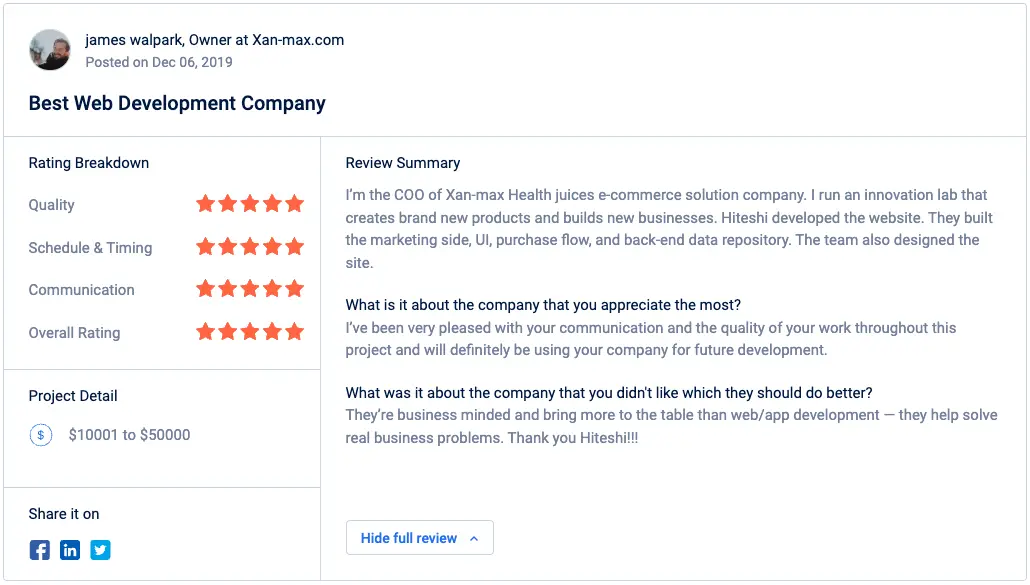 james walpark, Owner at Xan-max.com
Posted on Dec 06, 2019
Best Web Development Company
Rating Breakdown
Quality
Schedule & Timing
Communication
Overall Rating
Project Detail
$ $10001 to $50000
Share it on
Review Summary
I’m the COO of Xan-max Health juices e-commerce solution company. I run an innovation lab that
creates brand new products and builds new businesses. Hiteshi developed the website. They built
the marketing side, UI, purchase flow, and back-end data repository. The team also designed the
site.
What is it about the company that you appreciate the most?
I’ve been very pleased with your communication and the quality of your work throughout this
project and will definitely be using your company for future development.
What was it about the company that you didn't like which they should do better?
They’re business minded and bring more to the table than web/app development — they help solve
real business problems. Thank you Hiteshi!!!
Hide full review